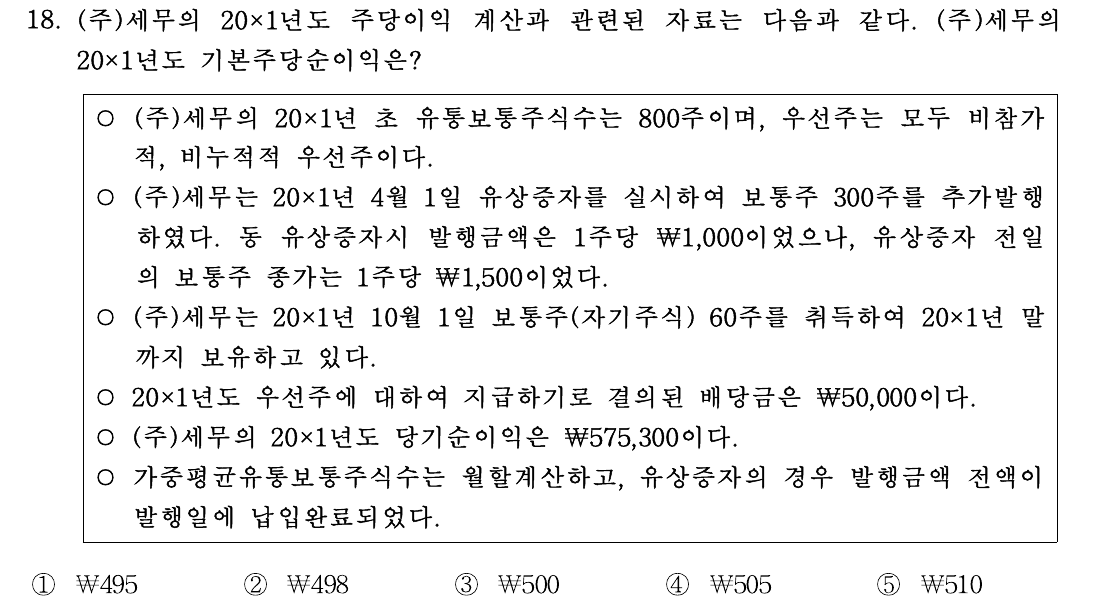 18. (주)세무의 20×1년도 주당이익 계산과 관련된 자료는 다음과 같다. (주)세무의
20×1년도 기본주당순이익은?
○ (주)세무의 20×1년 초 유통보통주식수는 800주이며, 우선주는 모두 비참가
적, 비누적적 우선주이다.
○ (주)세무는 20×1년 4월 1일 유상증자를 실시하여 보통주 300주를 추가발행
하였다. 동 유상증자시 발행금액은 1주당 ₩1,000이었으나, 유상증자 전일
의 보통주 종가는 1주당 ₩1,500이었다.
○ (주)세무는 20×1년 10월 1일 보통주(자기주식) 60주를 취득하여 20×1년 말
까지 보유하고 있다.
○ 20×1년도 우선주에 대하여 지급하기로 결의된 배당금은 ₩50,000이다.
○ (주)세무의 20×1년도 당기순이익은 ₩575,300이다.
○ 가중평균유통보통주식수는 월할계산하고, 유상증자의 경우 발행금액 전액이
발행일에 납입완료되었다.
① ₩495 ② ₩498 ③ ₩500 ④ ₩505 ⑤ ₩510